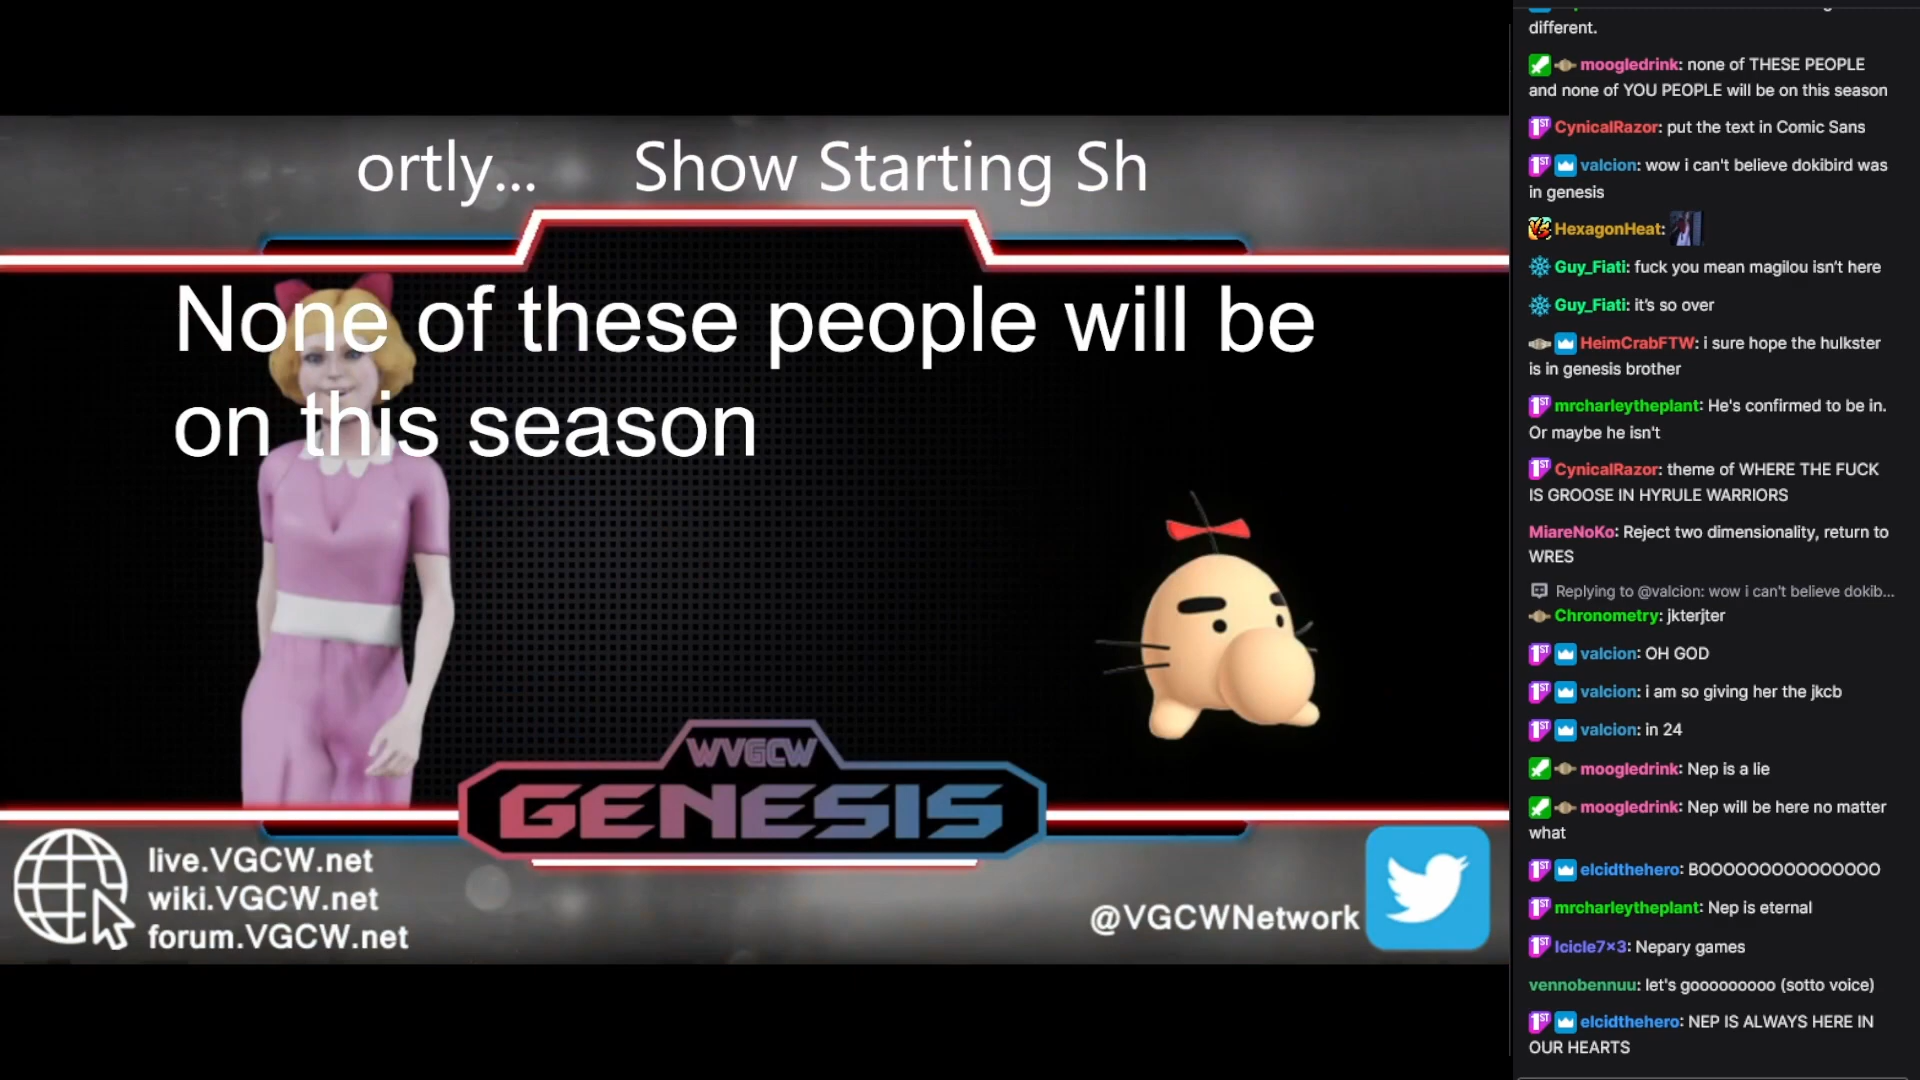 ortly... Show Starting Sh
None of these people will be
on this season
WVGCW
GENESIS
live.VGCW.net
wiki.VGCW.net
forum.VGCW.net
@VGCWNetwork
different.
moogledrink: none of THESE PEOPLE
and none of YOU PEOPLE will be on this season
CynicalRazor: put the text in Comic Sans
valcion: wow i can't believe dokibird was
in genesis
HexagonHeat:
Guy_Fiati: fuck you mean magilou isn't here
Guy_Fiati: it's so over
HeimCrabFTW: i sure hope the hulkster
is in genesis brother
mrcharleytheplant: He's confirmed to be in.
Or maybe he isn't
CynicalRazor: theme of WHERE THE FUCK
IS GROOSE IN HYRULE WARRIORS
MiareNoKo: Reject two dimensionality, return to
WRES
Replying to @valcion: wow i can't believe dokib...
Chronometry: jkterjter
valcion: OH GOD
valcion: i am so giving her the jkcb
valcion: in 24
moogledrink: Nep is a lie
moogledrink: Nep will be here no matter
what
elcidthehero: BOOOOOOOOOOOOOOO
mrcharleytheplant: Nep is eternal
Icicle7x3: Nepary games
vennobennuu: let's gooooooooo (sotto voice)
elcidthehero: NEP IS ALWAYS HERE IN
OUR HEARTS